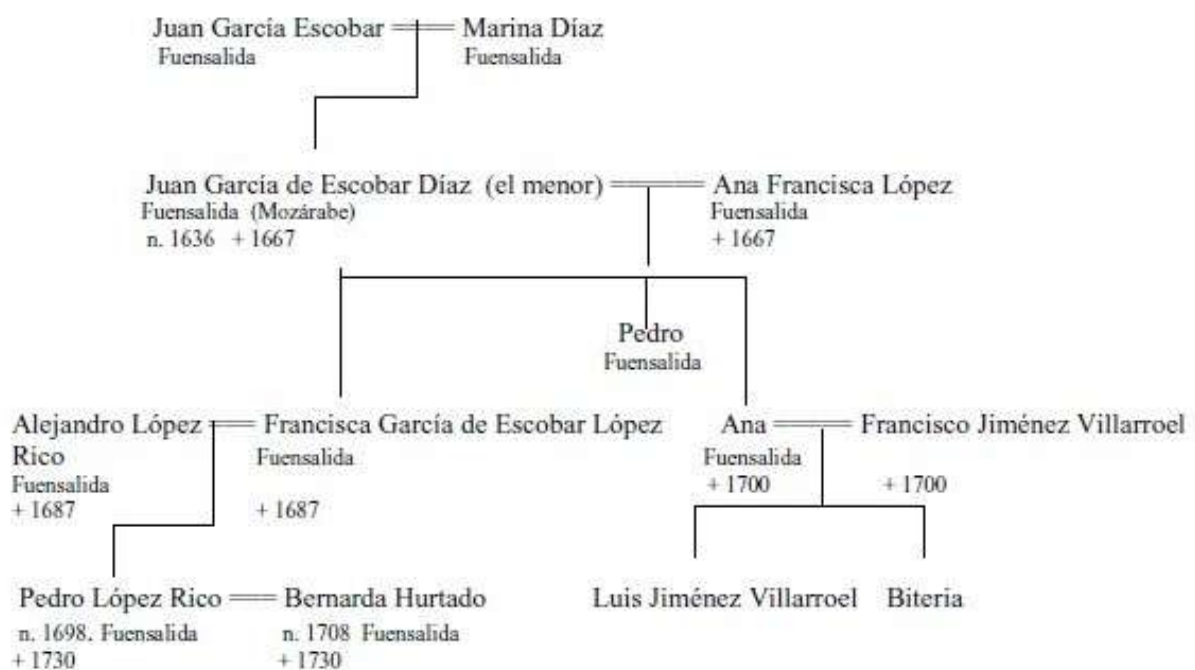 Juan García Escobar Marina Díaz
Fuensalida Fuensalida
Juan García de Escobar Díaz (el menor) Ana Francisca López
Fuensalida (Mozárabe) Fuensalida
n. 1636 + 1667 + 1667
Pedro
Fuensalida
Alejandro López Francisca García de Escobar López Ana Francisco Jiménez Villarroel
Rico Fuensalida Fuensalida
Fuensalida + 1700 + 1700
+ 1687 + 1687
Pedro López Rico Bernarda Hurtado Luis Jiménez Villarroel Biteria
n. 1698. Fuensalida n. 1708 Fuensalida
+ 1730 + 1730